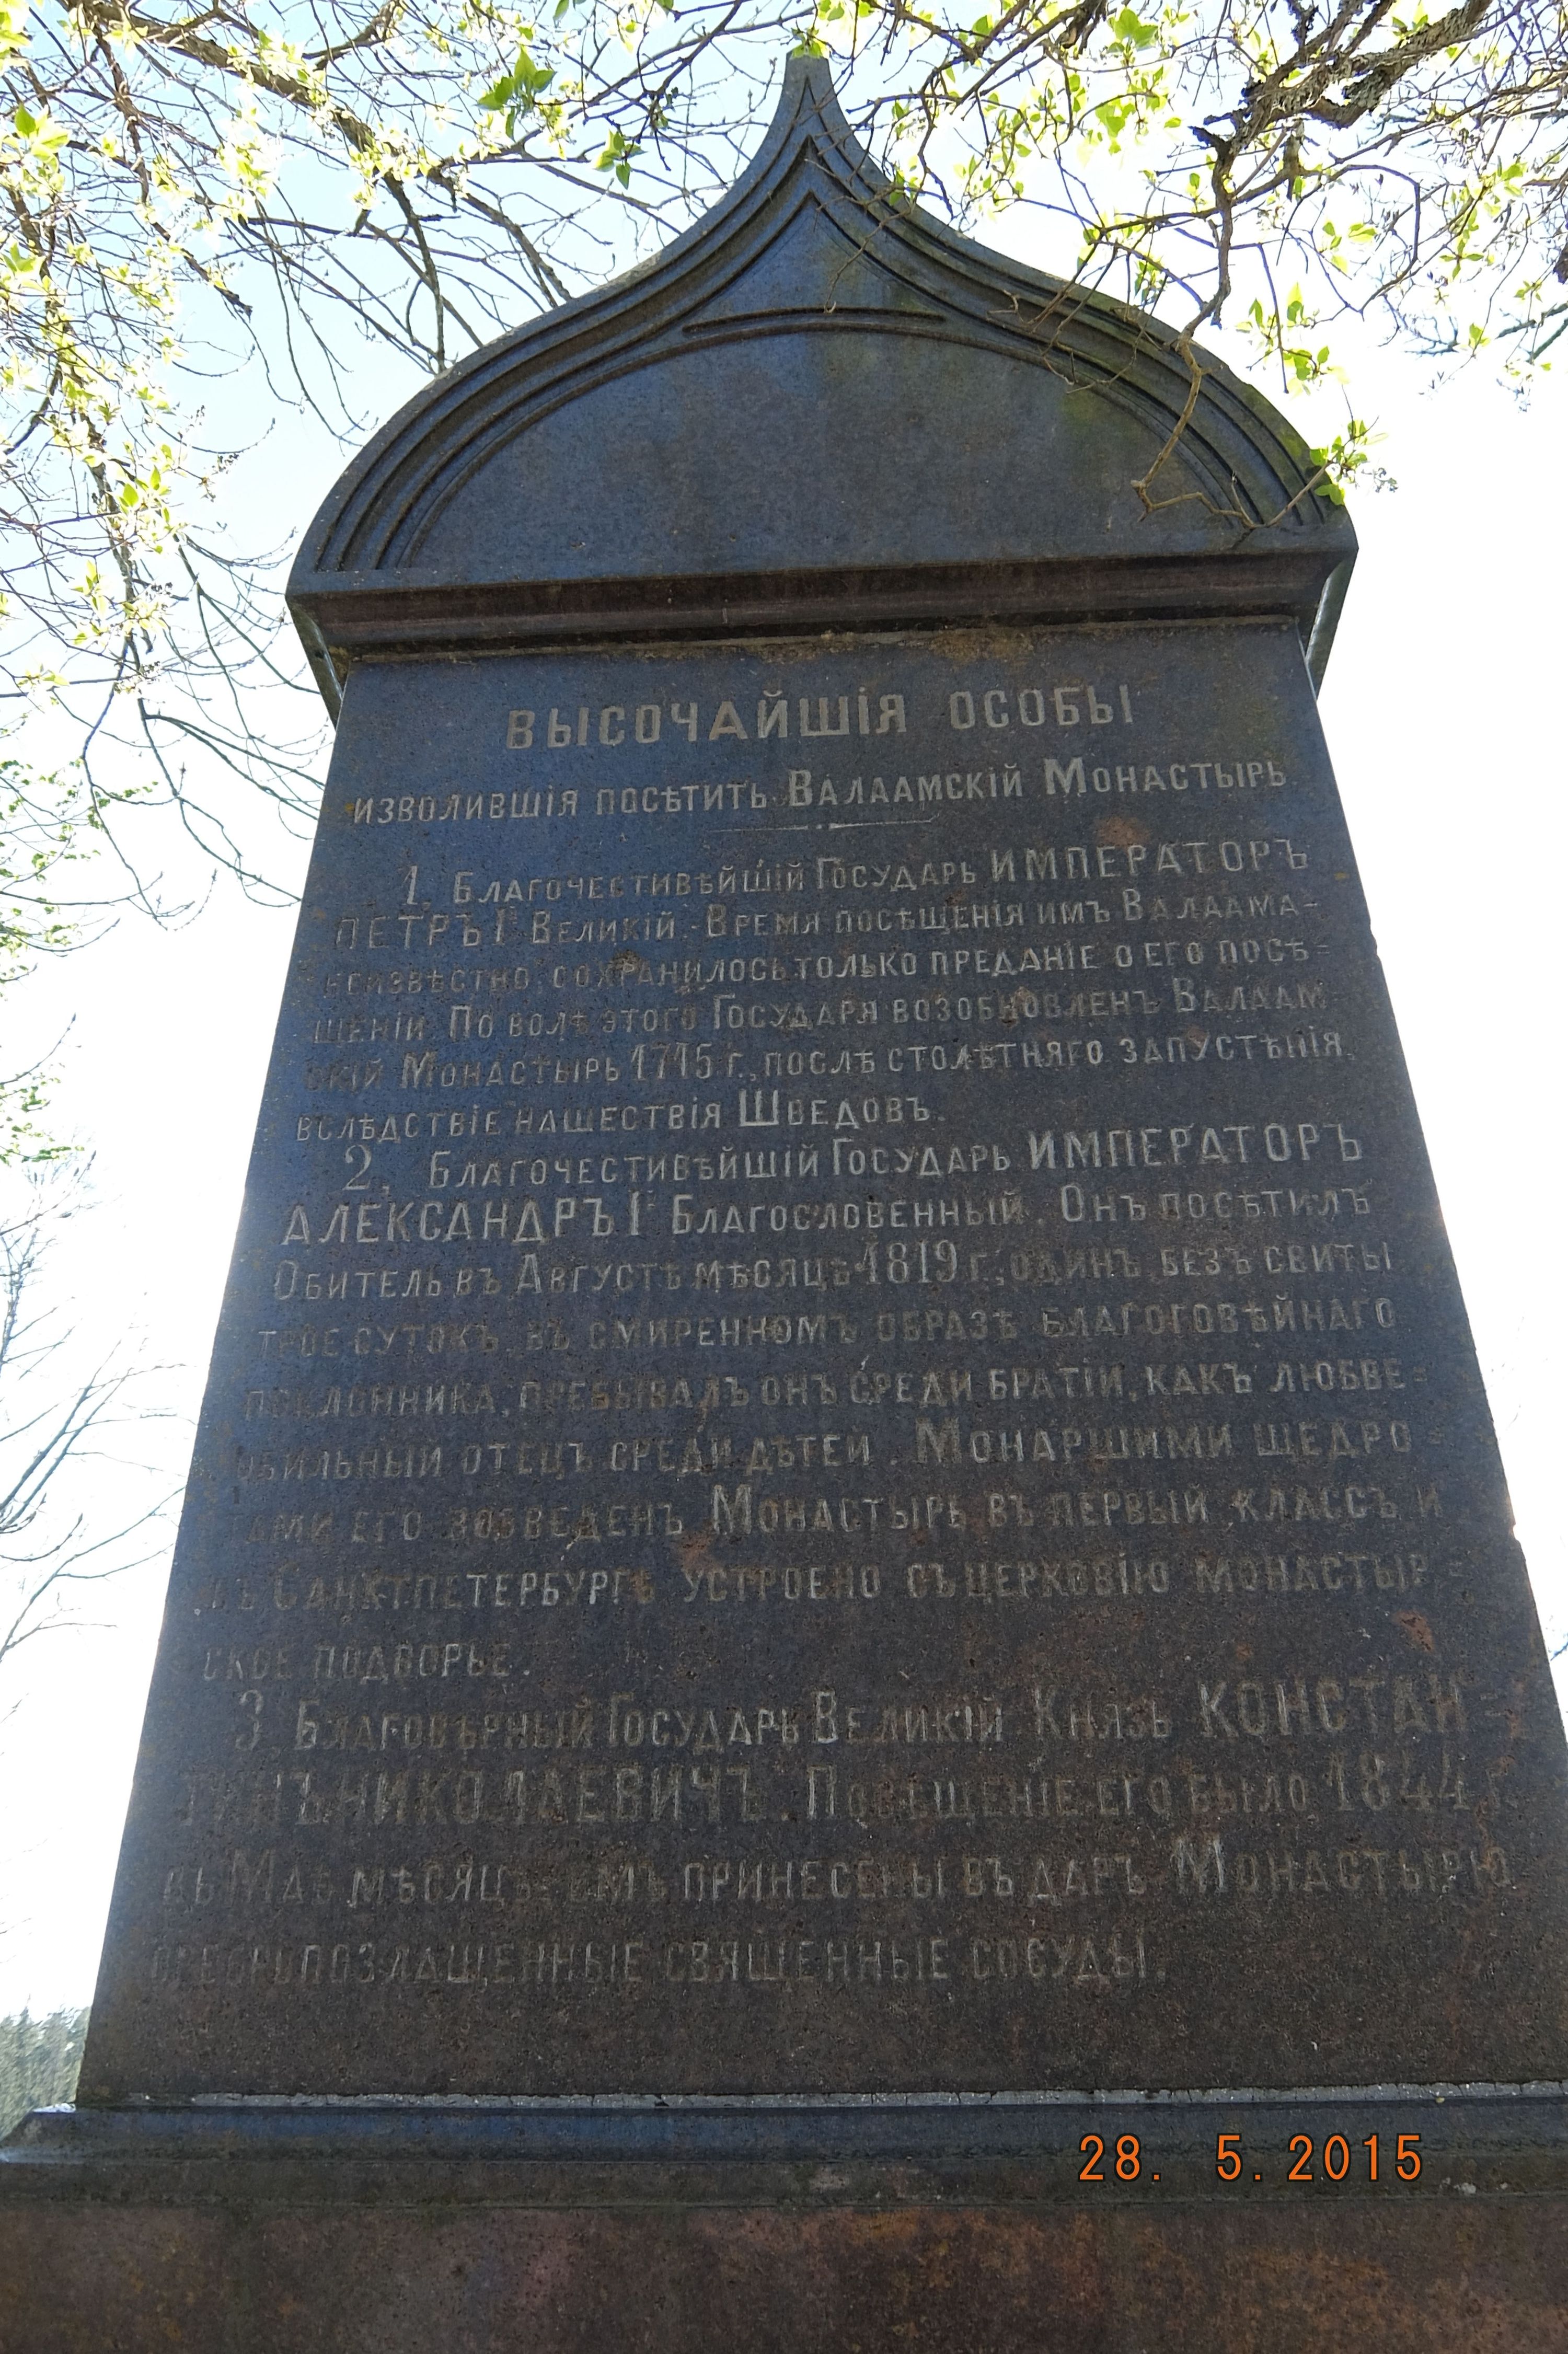 ВЫСОЧАЙШІЯ ОСОБЫ
ИЗВОЛИВШІЯ ПОСѢТИТЬ ВАЛААМСКІЙ МОНАСТЫРЬ
1, БЛАГОЧЕСТИВѢЙШІЙ ГОСУДАРЬ ИМПЕРАТОРЪ
ПЕТРЪ Iй ВЕЛИКІЙ.- ВРЕМЯ ПОСѢЩЕНІЯ ИМЪ ВАЛААМА-
НЕИЗВѢСТНО; СОХРАНИЛОСЬ ТОЛЬКО ПРЕДАНІЕ О ЕГО ПОСѢ=
ЩЕНІИ. ПО ВОЛѢ ЭТОГО ГОСУДАРЯ ВОЗОБНОВЛЕНЪ ВАЛААМ=
СКІЙ МОНАСТЫРЬ 1715 Г., ПОСЛѢ СТОЛѢТНЯГО ЗАПУСТѢНІЯ,
ВСЛѢДСТВІЕ НАШЕСТВІЯ ШВЕДОВЪ.
2, БЛАГОЧЕСТИВѢЙШІЙ ГОСУДАРЬ ИМПЕРАТОРЪ
АЛЕКСАНДРЪ Iй БЛАГОСЛОВЕННЫЙ. ОНЪ ПОСѢТИЛЪ
ОБИТЕЛЬ ВЪ АВГУСТѢ МѢСЯЦѢ 1819 Г., ОДИНЪ, БЕЗЪ СВИТЫ
ТРОЕ СУТОКЪ, ВЪ СМИРЕННОМЪ ОБРАЗѢ БЛАГОГОВѢЙНАГО
ПОКЛОННИКА, ПРЕБЫВАЛЪ ОНЪ СРЕДИ БРАТІИ, КАКЪ ЛЮБВЕ=
ОБИЛЬНЫЙ ОТЕЦЪ СРЕДИ ДѢТЕЙ. МОНАРШИМИ ЩЕДРО=
ТАМИ ЕГО ВОЗВЕДЕНЪ МОНАСТЫРЬ ВЪ ПЕРВЫЙ КЛАССЪ И
ВЪ САНКТПЕТЕРБУРГѢ УСТРОЕНО СЪ ЦЕРКОВІЮ МОНАСТЫР=
СКОЕ ПОДВОРЬЕ.
3, БЛАГОВѢРНЫЙ ГОСУДАРЬ ВЕЛИКІЙ КНЯЗЬ КОНСТАН=
ТИНЪ НИКОЛАЕВИЧЪ. ПОСѢЩЕНІЕ ЕГО БЫЛО 1844 Г.
ВЪ МАѢ МѢСЯЦѢ. ИМЪ ПРИНЕСЕНЫ ВЪ ДАРЪ МОНАСТЫРЮ
СРЕБРОПОЗЛАЩЕННЫЕ СВЯЩЕННЫЕ СОСУДЫ.
28. 5.2015